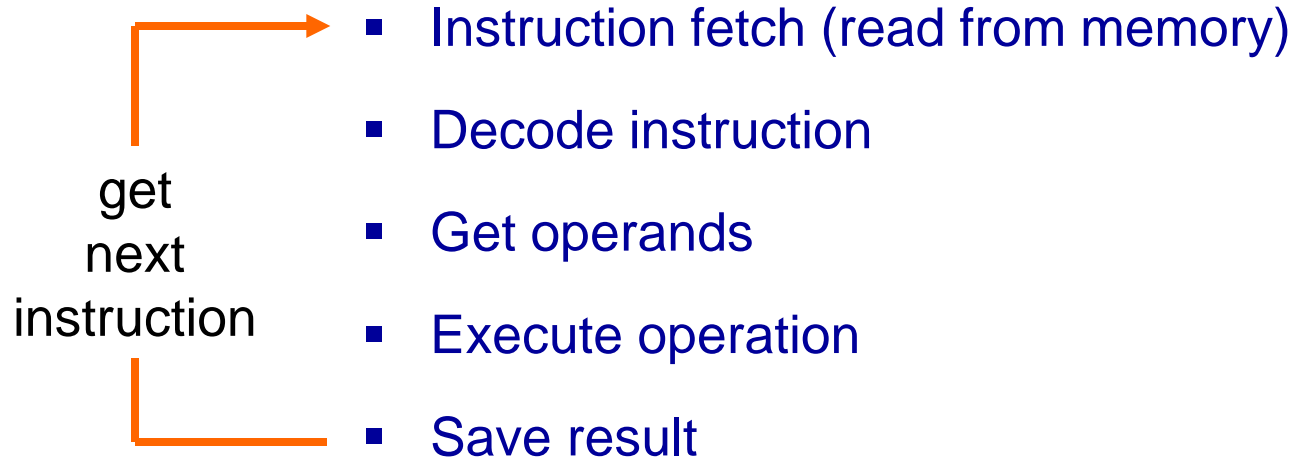 Instruction fetch (read from memory)
Decode instruction
Get operands
Execute operation
Save result
get
next
instruction